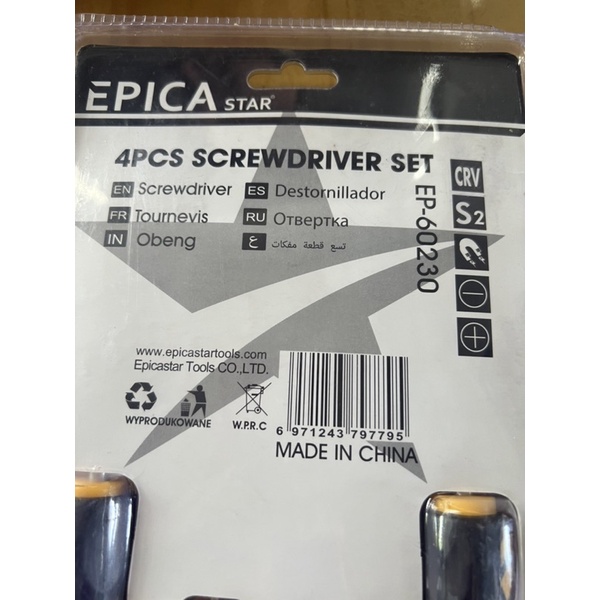 EPICA STAR®
4PCS SCREWDRIVER SET
EN Screwdriver
ES Destornillador
FR Tournevis
RU Отвертка
IN Obeng
ع تسع قطعة مفكات
EP-60230
CRV
S2
www.epicastartools.com
Epicastar Tools CO.,LTD.
WYPRODUKOWANE
W.P.R.C
6 971243 797795
MADE IN CHINA